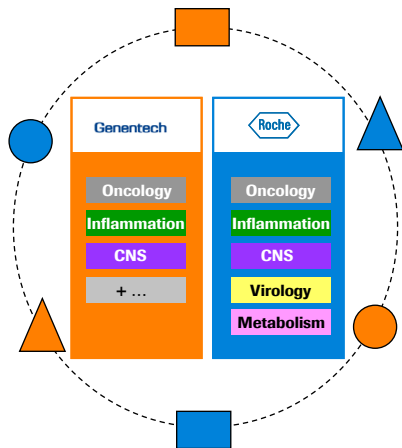 Genentech
Oncology
Inflammation
CNS
+ ...
Roche
Oncology
Inflammation
CNS
Virology
Metabolism